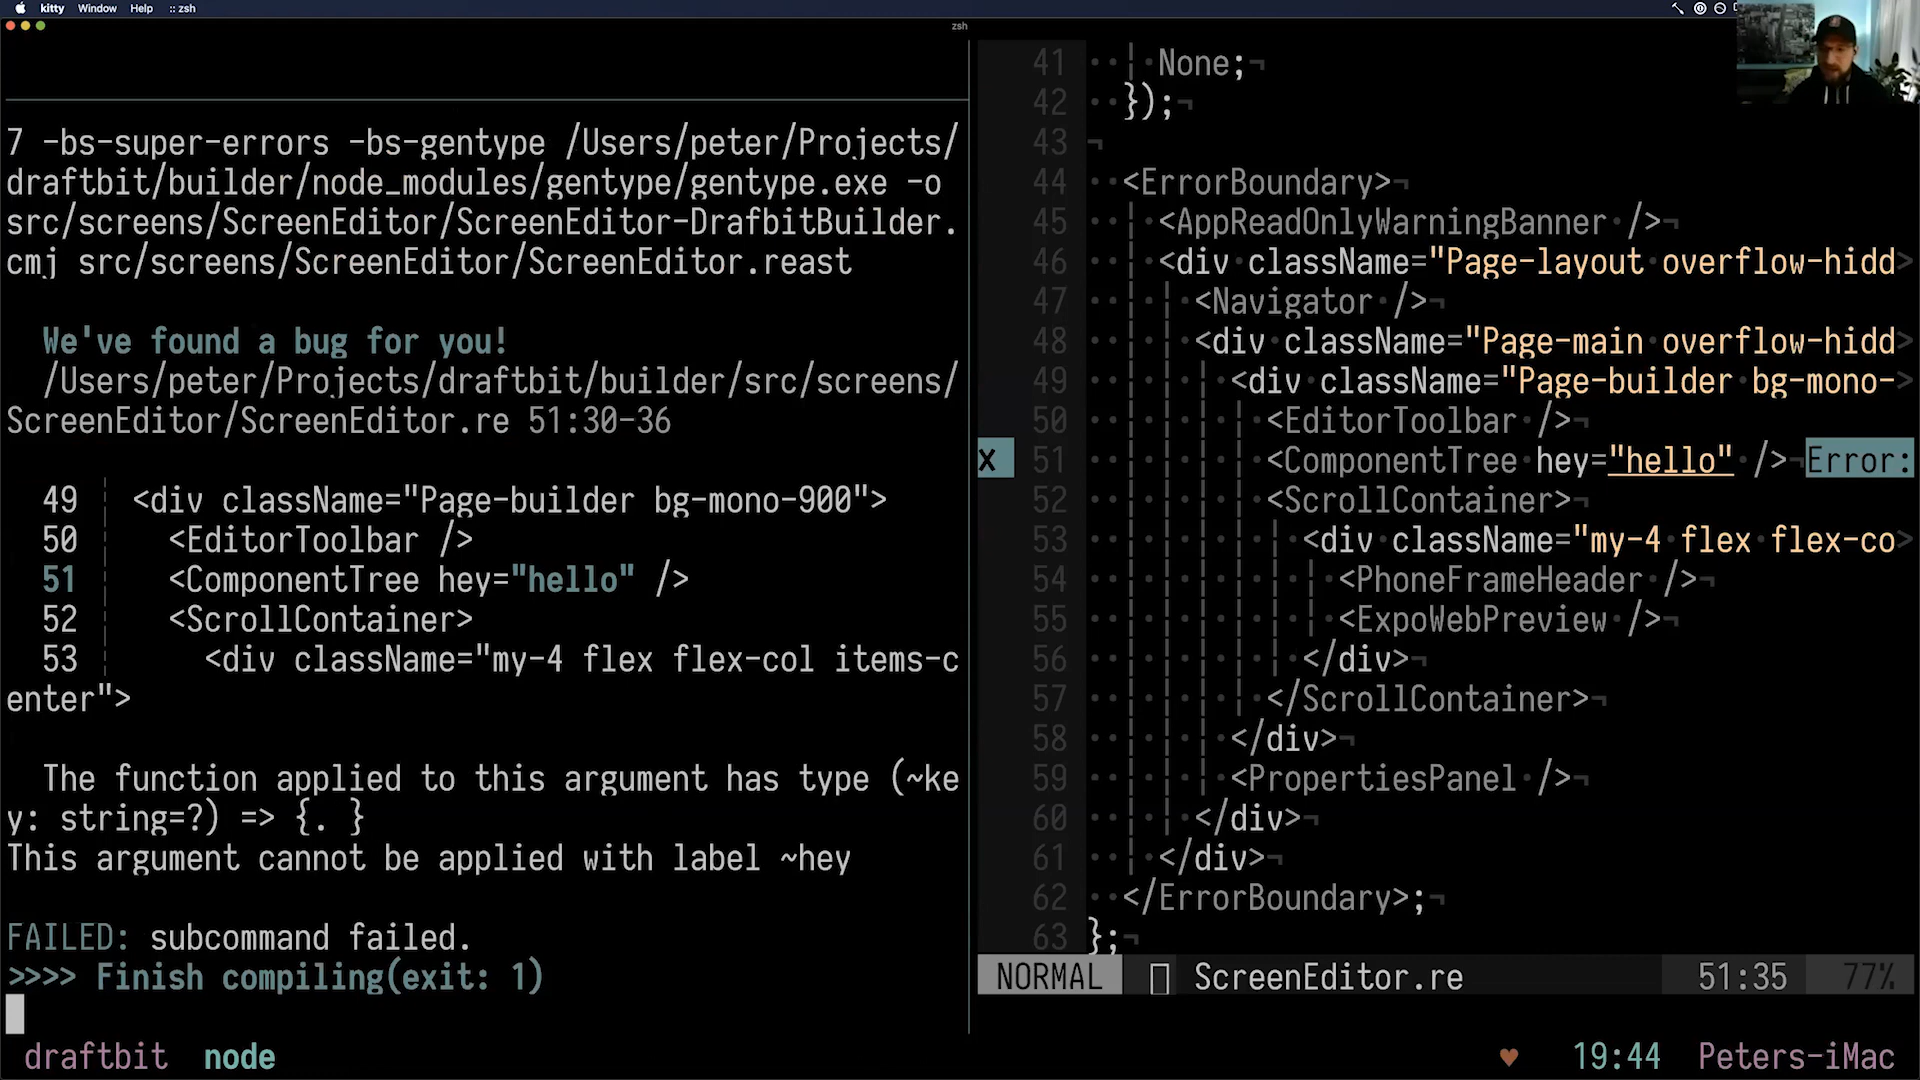 kitty Window Help :: zsh
zsh
7 -bs-super-errors -bs-gentype /Users/peter/Projects/
draftbit/builder/node_modules/gentype/gentype.exe -o
src/screens/ScreenEditor/ScreenEditor-DrafbitBuilder.
cmj src/screens/ScreenEditor/ScreenEditor.reast
We've found a bug for you!
/Users/peter/Projects/draftbit/builder/src/screens/
ScreenEditor/ScreenEditor.re 51:30-36
49 ┆ <div className="Page-builder bg-mono-900">
50 ┆ <EditorToolbar />
51 ┆ <ComponentTree hey="hello" />
52 ┆ <ScrollContainer>
53 ┆ <div className="my-4 flex flex-col items-c
enter">
The function applied to this argument has type (~ke
y: string=?) => {. }
This argument cannot be applied with label ~hey
FAILED: subcommand failed.
>>>> Finish compiling(exit: 1)
41 ··¦·None;¬
42 ··});¬
43 ¬
44 ··<ErrorBoundary>¬
45 ··¦·<AppReadOnlyWarningBanner·/>¬
46 ··¦·<div·className="Page-layout·overflow-hidd>
47 ··¦·¦·<Navigator·/>¬
48 ··¦·¦·<div·className="Page-main·overflow-hidd>
49 ··¦·¦·¦·<div·className="Page-builder·bg-mono->
50 ··¦·¦·¦·¦·<EditorToolbar·/>¬
X 51 ··¦·¦·¦·¦·<ComponentTree·hey="hello"·/>¬ Error:
52 ··¦·¦·¦·¦·<ScrollContainer>¬
53 ··¦·¦·¦·¦·¦·<div·className="my-4·flex·flex-co>
54 ··¦·¦·¦·¦·¦·¦·<PhoneFrameHeader·/>¬
55 ··¦·¦·¦·¦·¦·¦·<ExpoWebPreview·/>¬
56 ··¦·¦·¦·¦·¦·</div>¬
57 ··¦·¦·¦·¦·</ScrollContainer>¬
58 ··¦·¦·¦·</div>¬
59 ··¦·¦·¦·<PropertiesPanel·/>¬
60 ··¦·¦·</div>¬
61 ··¦·</div>¬
62 ··</ErrorBoundary>;¬
63 };¬
NORMAL ScreenEditor.re 51:35 77%
draftbit node ♥ 19:44 Peters-iMac